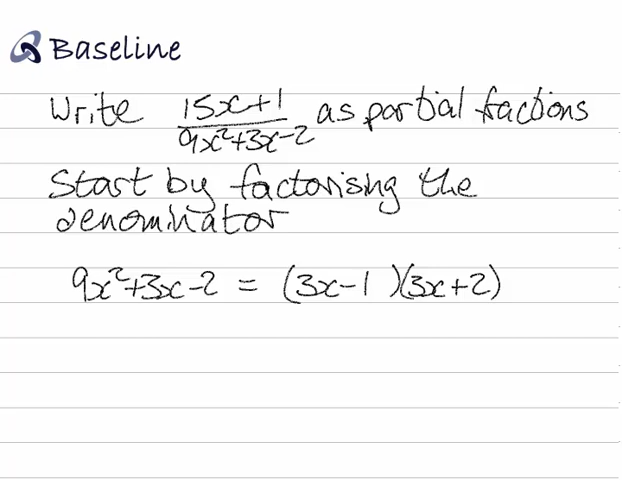 Baseline
Write 15x+1 / 9x²+3x-2 as partial fractions
Start by factorising the
denominator
9x²+3x-2 = (3x-1)(3x+2)